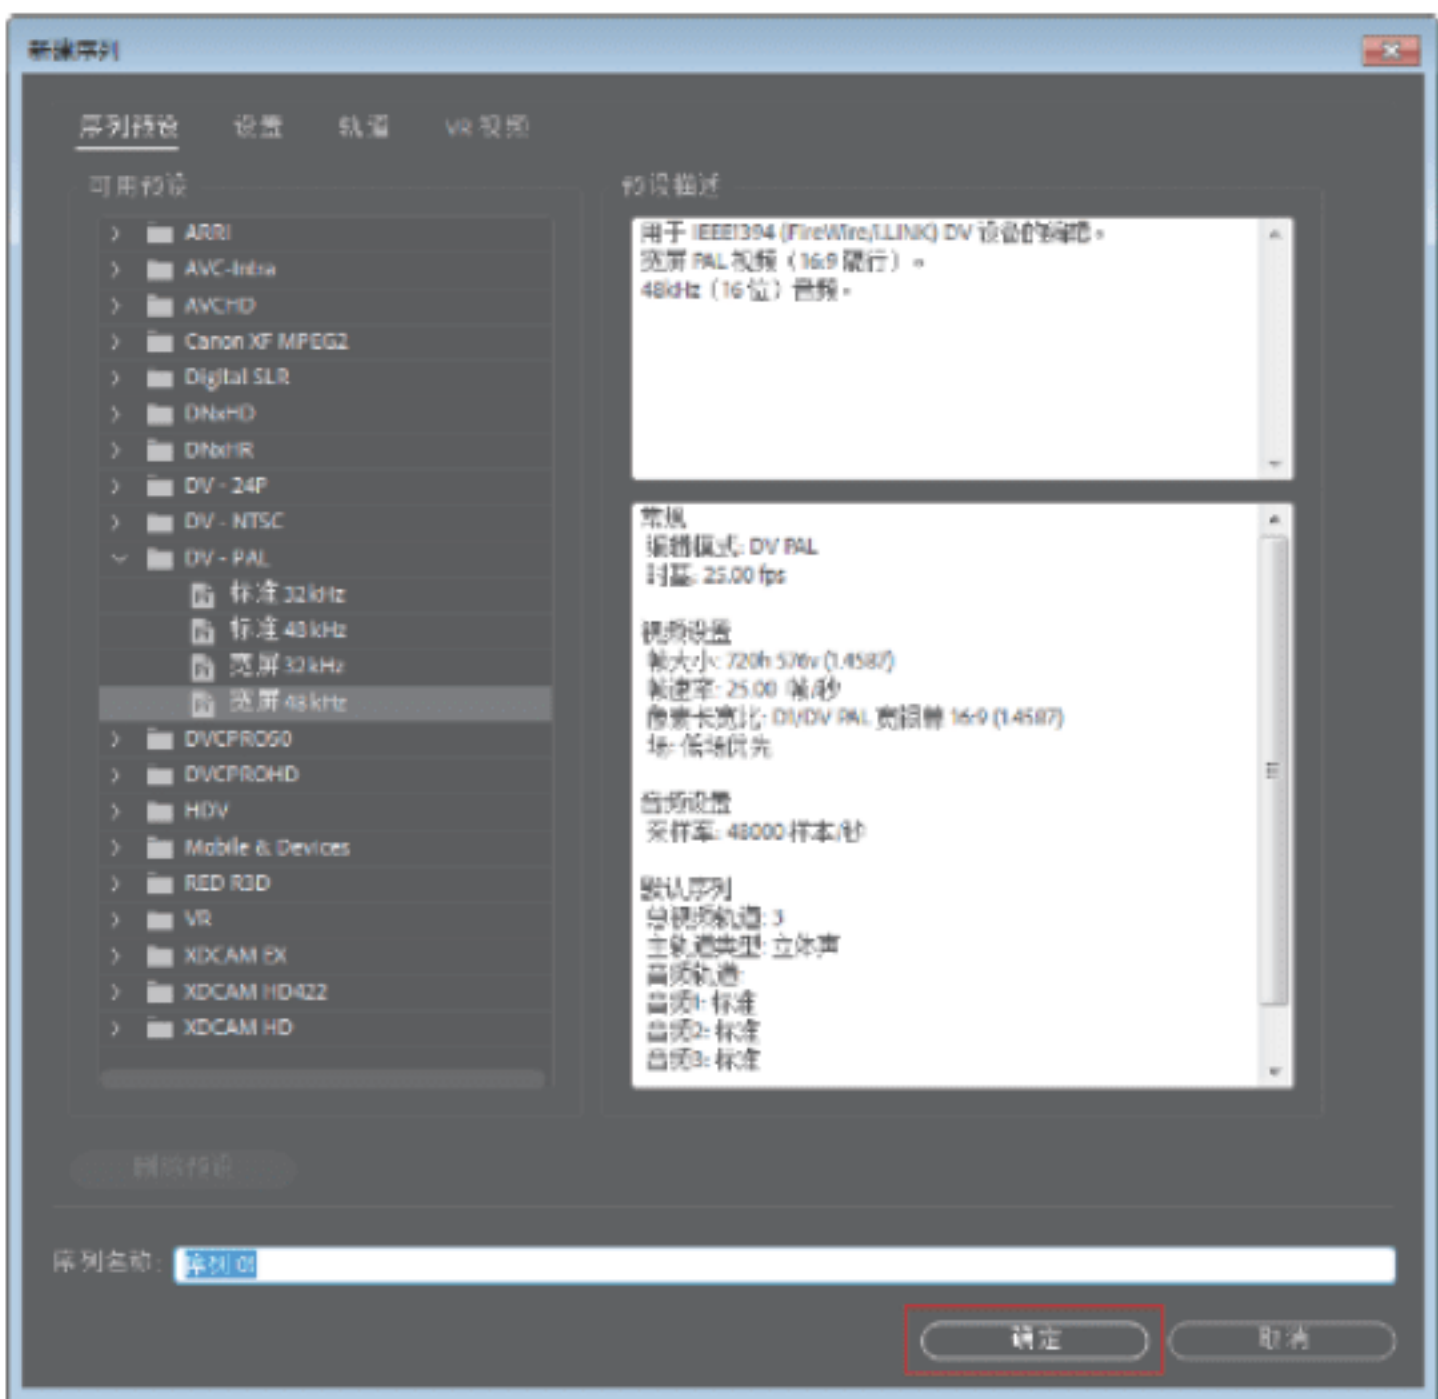 新建序列
序列预设 设置 轨道 VR 视频
可用预设
ARRI
AVC-Intra
AVCHD
Canon XF MPEG2
Digital SLR
DNxHD
DNxHR
DV - 24P
DV - NTSC
DV - PAL
标准 32kHz
标准 48kHz
宽屏 32kHz
宽屏 48kHz
DVCPRO50
DVCPROHD
HDV
Mobile & Devices
RED R3D
VR
XDCAM EX
XDCAM HD422
XDCAM HD
预设描述
用于 IEEE1394 (FireWire/i.LINK) DV 设备的编辑。
宽屏 PAL 视频（16:9 隔行）。
48kHz（16 位）音频。
常规
编辑模式: DV PAL
时基: 25.00 fps
视频设置
帧大小: 720h 576v (1.4587)
帧速率: 25.00 帧/秒
像素长宽比: D1/DV PAL 宽银幕 16:9 (1.4587)
场: 低场优先
音频设置
采样率: 48000 样本/秒
默认序列
总视频轨道: 3
主轨道类型: 立体声
音频轨道:
音频1: 标准
音频2: 标准
音频3: 标准
删除预设
序列名称: 序列 01
确定 取消